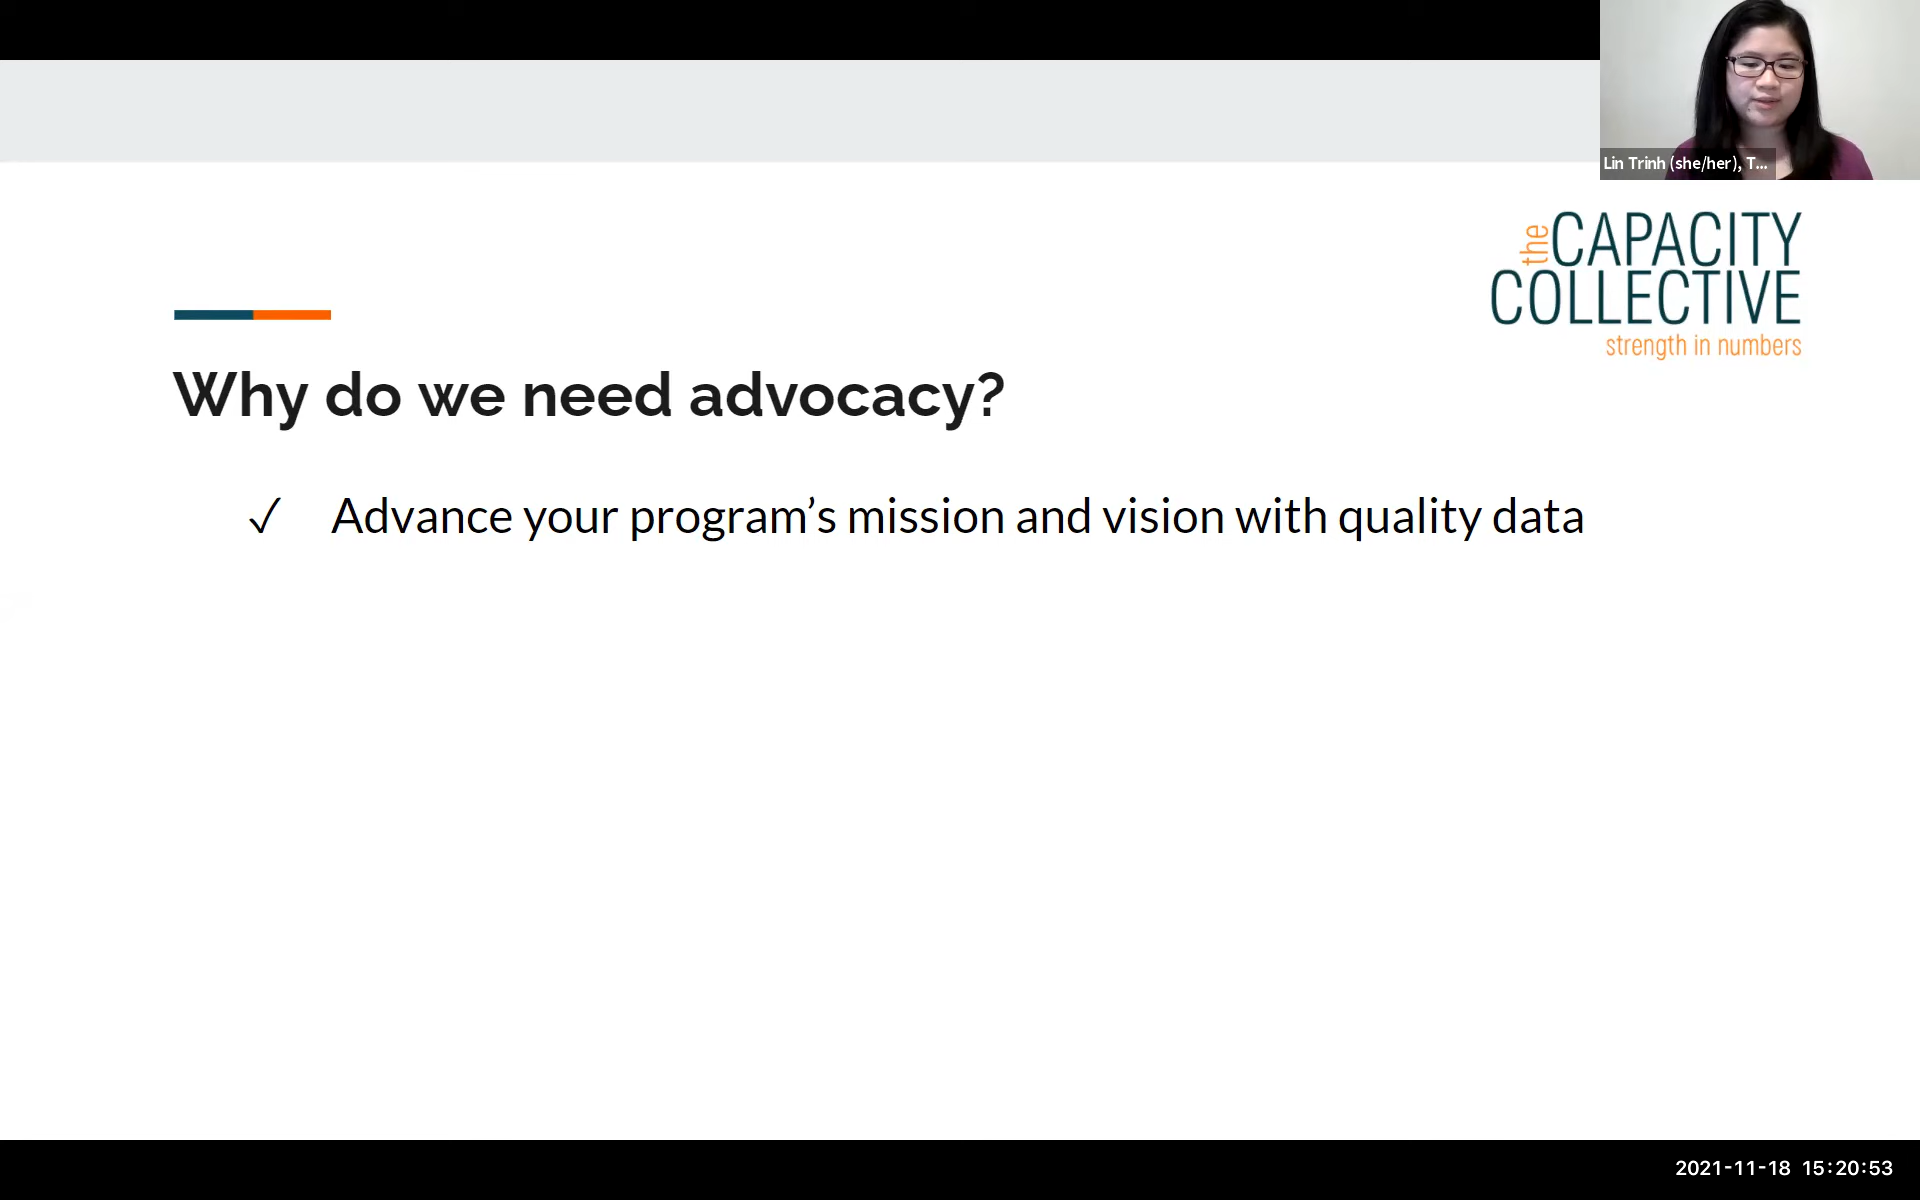 Lin Trinh (she/her), T...
the CAPACITY
COLLECTIVE
strength in numbers
Why do we need advocacy?
✓ Advance your program’s mission and vision with quality data
2021-11-18 15:20:53